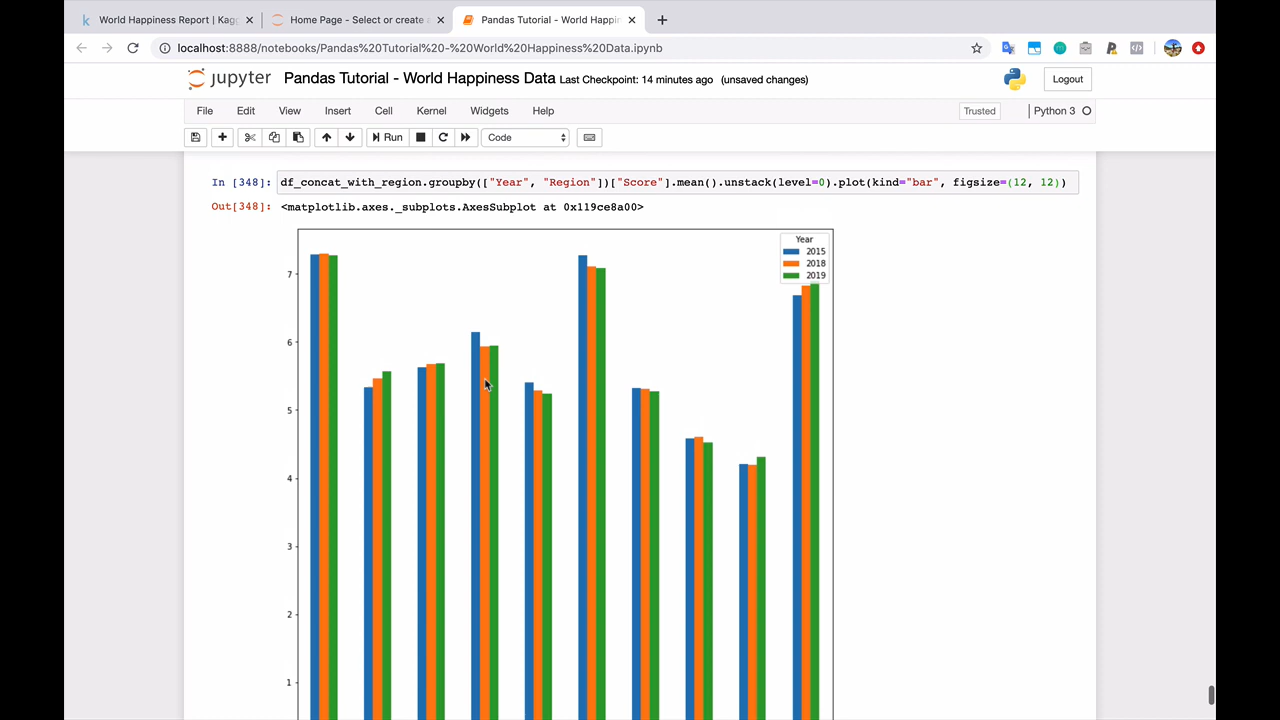 World Happiness Report | Kagg
Home Page - Select or create a
Pandas Tutorial - World Happin
localhost:8888/notebooks/Pandas%20Tutorial%20-%20World%20Happiness%20Data.ipynb
jupyter Pandas Tutorial - World Happiness Data Last Checkpoint: 14 minutes ago (unsaved changes)
Logout
File Edit View Insert Cell Kernel Widgets Help
Trusted
Python 3
Run
Code
In [348]: df_concat_with_region.groupby(["Year", "Region"])["Score"].mean().unstack(level=0).plot(kind="bar", figsize=(12, 12))
Out[348]: <matplotlib.axes._subplots.AxesSubplot at 0x119ce8a00>
Year
2015
2018
2019
7
6
5
4
3
2
1